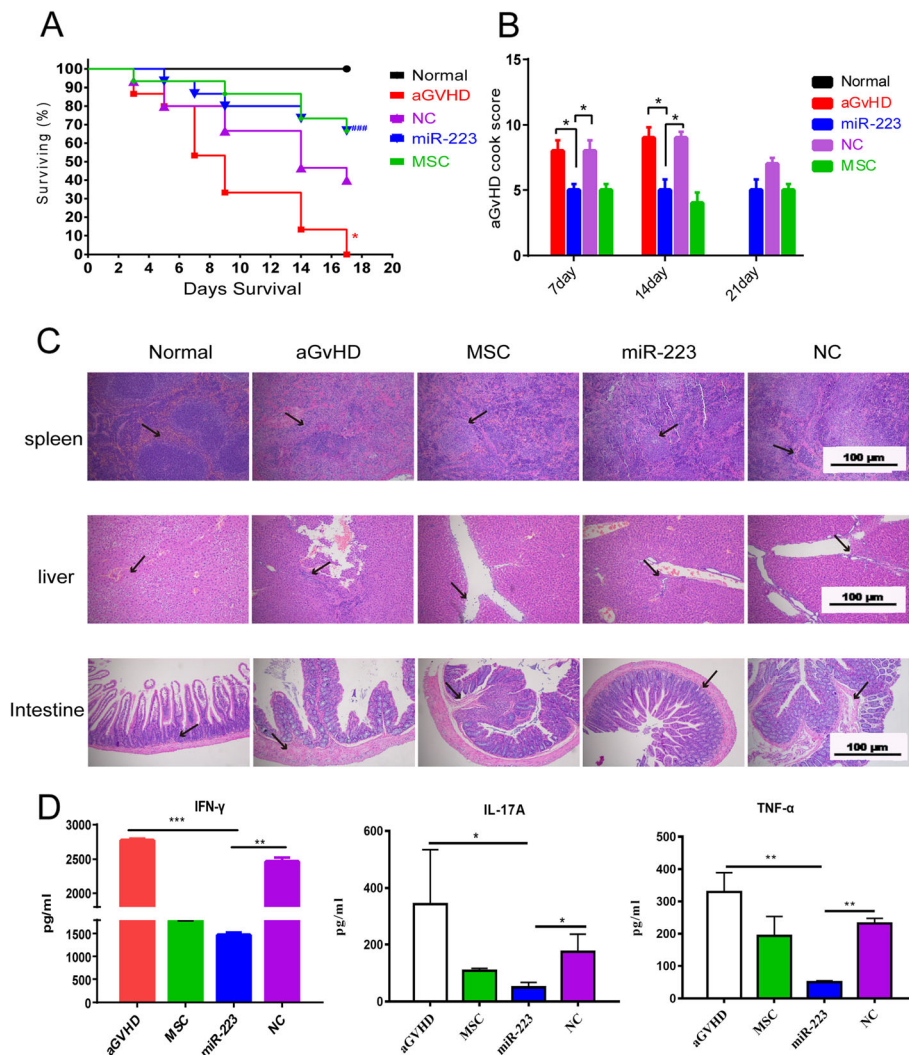 A
Surviving (%)
100
90
80
70
60
50
40
30
20
10
0
0 3 6 9 10 14 16 18 20
Days Survival
###
*
Normal
aGVHD
NC
miR-223
MSC
B
aGvHD cook score
15
10
5
0
* *
* *
7day 14day 21day
Normal
aGVHD
miR-223
NC
MSC
C
Normal aGvHD MSC miR-223 NC
spleen
100 μm
liver
100 μm
Intestine
100 μm
D
IFN-γ
pg/ml
pg/ml
3000
2500
2000
1500
1000
500
0
***
**
aGVHD MSC miR-223 NC
IL-17A
pg/ml
600
400
200
0
*
*
aGVHD MSC miR-223 NC
TNF-α
pg/ml
500
400
300
200
100
0
**
**
aGVHD MSC miR-223 NC